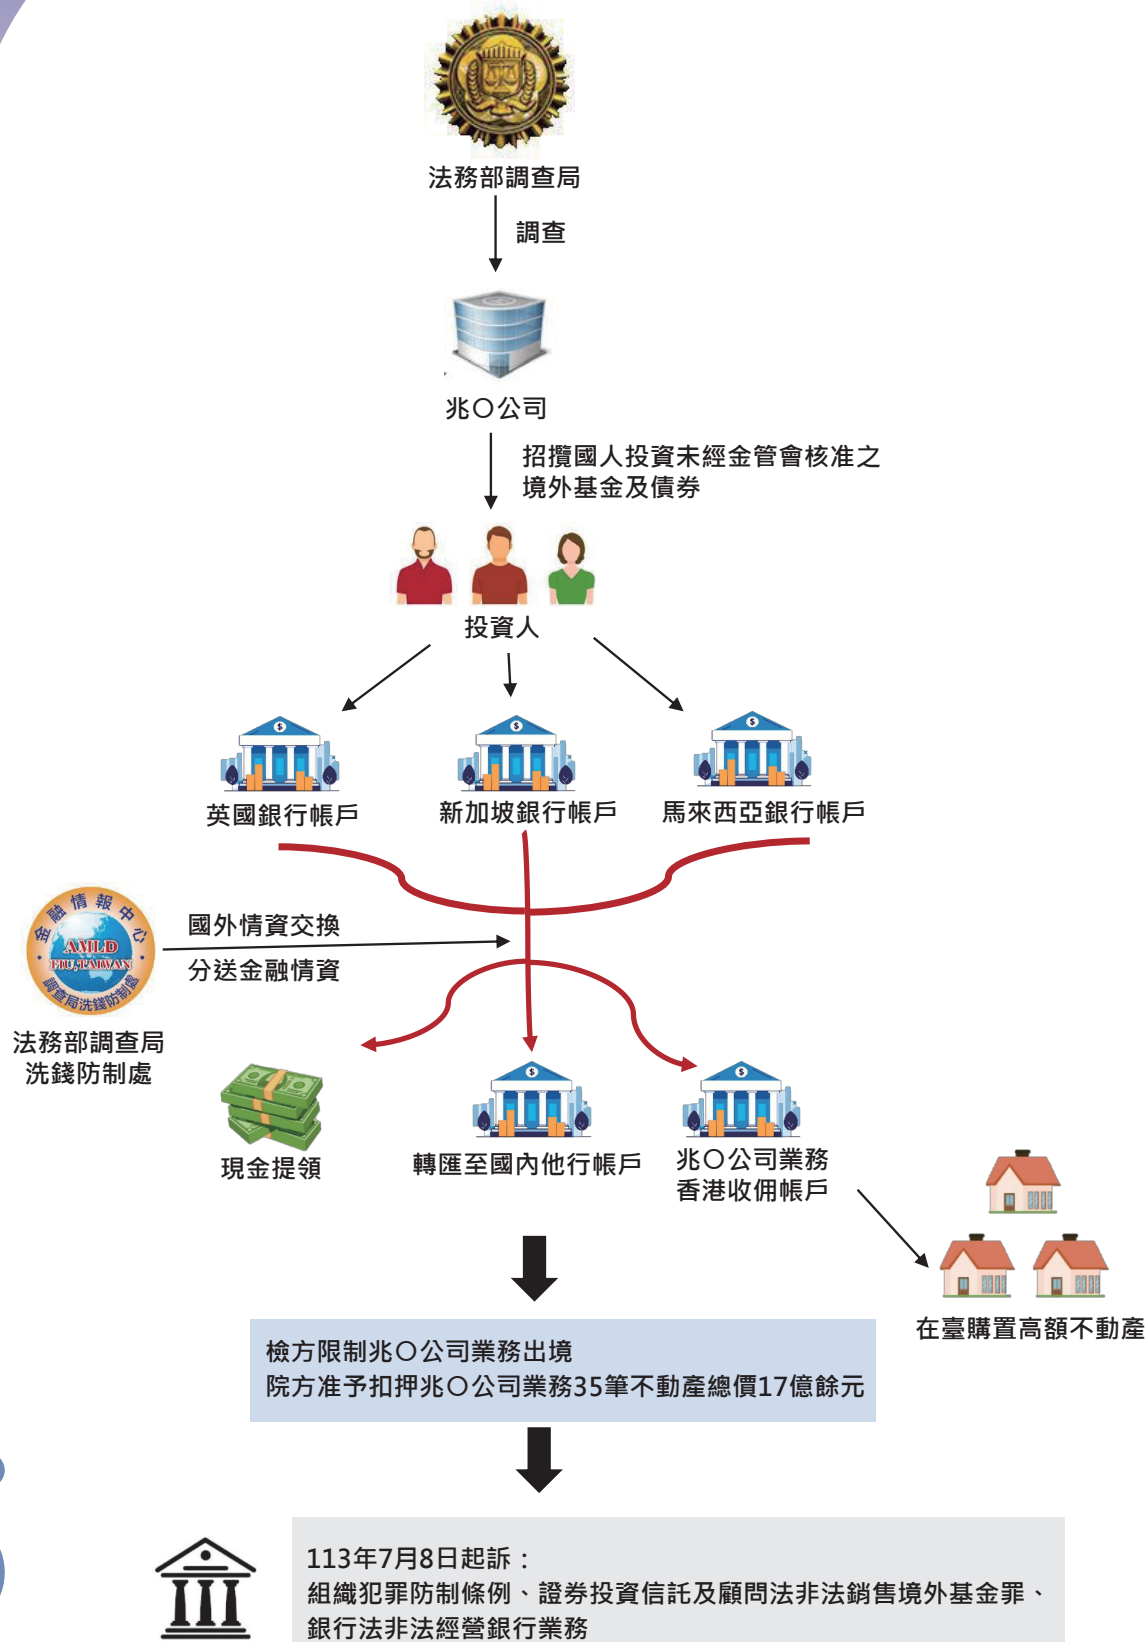 法務部調查局
調查
兆〇公司
招攬國人投資未經金管會核准之
境外基金及債券
投資人
英國銀行帳戶
新加坡銀行帳戶
馬來西亞銀行帳戶
金融情報中心
AMLD
FIU,TAIWAN
調查局洗錢防制處
國外情資交換
分送金融情資
法務部調查局
洗錢防制處
現金提領
轉匯至國內他行帳戶
兆〇公司業務
香港收佣帳戶
在臺購置高額不動產
檢方限制兆〇公司業務出境
院方准予扣押兆〇公司業務35筆不動產總價17億餘元
113年7月8日起訴：
組織犯罪防制條例、證券投資信託及顧問法非法銷售境外基金罪、
銀行法非法經營銀行業務